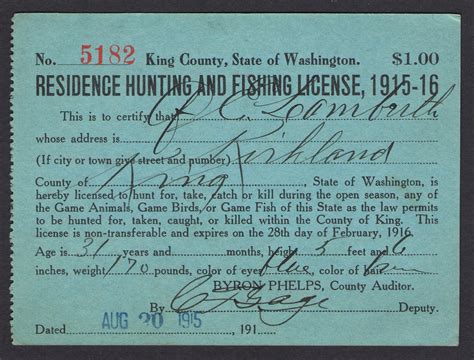 No. 5182 King County, State of Washington. $1.00
RESIDENCE HUNTING AND FISHING LICENSE, 1915-16
This is to certify that C. Lamberth
whose address is Kirkland
(If city or town give street and number)
County of King, State of Washington, is
hereby licensed to hunt for, take, catch or kill during the open season, any of
the Game Animals, Game Birds, or Game Fish of this State as the law permits
to be hunted for, taken, caught, or killed within the County of King. This
license is non-transferable and expires on the 28th day of February, 1916.
Age is 31 years and months, height 5 feet and 6
inches, weight 170 pounds, color of eyes blue, color of hair
BYRON PHELPS, County Auditor.
By C Gage Deputy.
Dated AUG 20 1915, 191